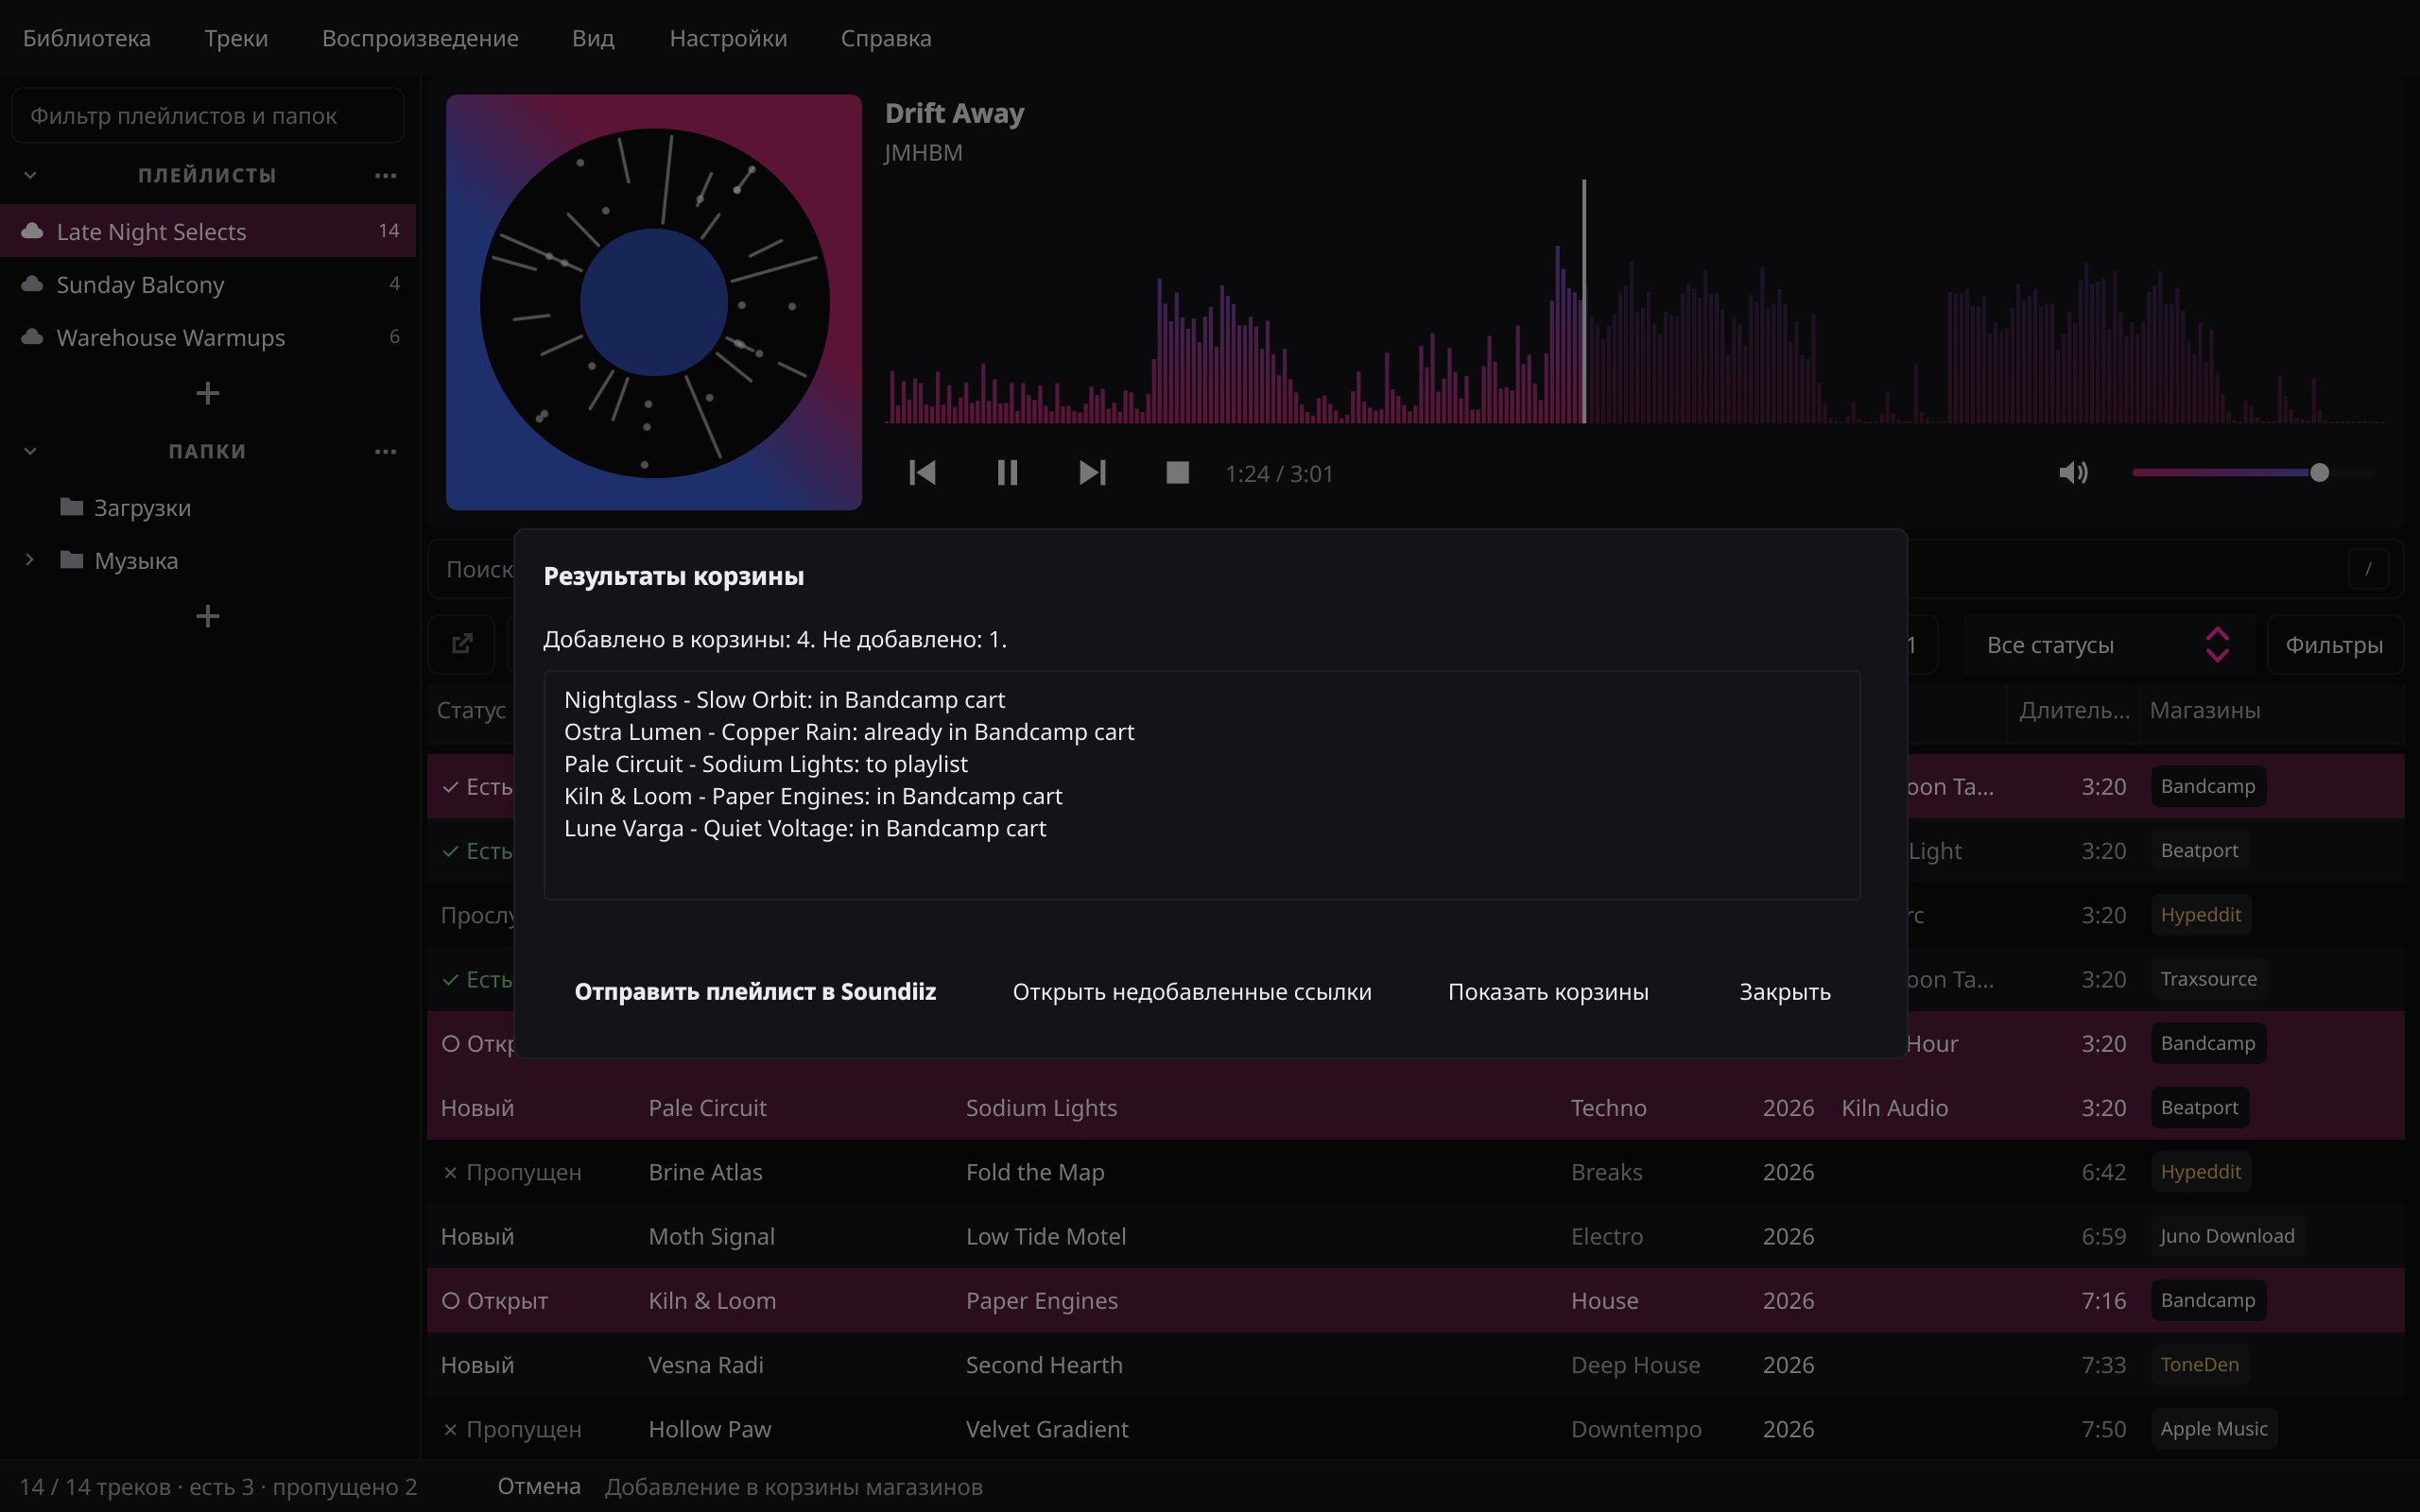 Библиотека Треки Воспроизведение Вид Настройки Справка
Фильтр плейлистов и папок
ПЛЕЙЛИСТЫ
Late Night Selects 14
Sunday Balcony 4
Warehouse Warmups 6
ПАПКИ
Загрузки
Музыка
Drift Away
JMHBM
1:24 / 3:01
Поиск /
1 Все статусы Фильтры
Статус Длитель... Магазины
Результаты корзины
Добавлено в корзины: 4. Не добавлено: 1.
Nightglass - Slow Orbit: in Bandcamp cart
Ostra Lumen - Copper Rain: already in Bandcamp cart
Pale Circuit - Sodium Lights: to playlist
Kiln & Loom - Paper Engines: in Bandcamp cart
Lune Varga - Quiet Voltage: in Bandcamp cart
Отправить плейлист в Soundiiz Открыть недобавленные ссылки Показать корзины Закрыть
Есть oon Ta... 3:20 Bandcamp
Есть Light 3:20 Beatport
3:20 Hypeddit
Есть oon Ta... 3:20 Traxsource
Hour 3:20 Bandcamp
Новый Pale Circuit Sodium Lights Techno 2026 Kiln Audio 3:20 Beatport
Пропущен Brine Atlas Fold the Map Breaks 2026 6:42 Hypeddit
Новый Moth Signal Low Tide Motel Electro 2026 6:59 Juno Download
Открыт Kiln & Loom Paper Engines House 2026 7:16 Bandcamp
Новый Vesna Radi Second Hearth Deep House 2026 7:33 ToneDen
Пропущен Hollow Paw Velvet Gradient Downtempo 2026 7:50 Apple Music
14 / 14 треков · есть 3 · пропущено 2 Отмена Добавление в корзины магазинов